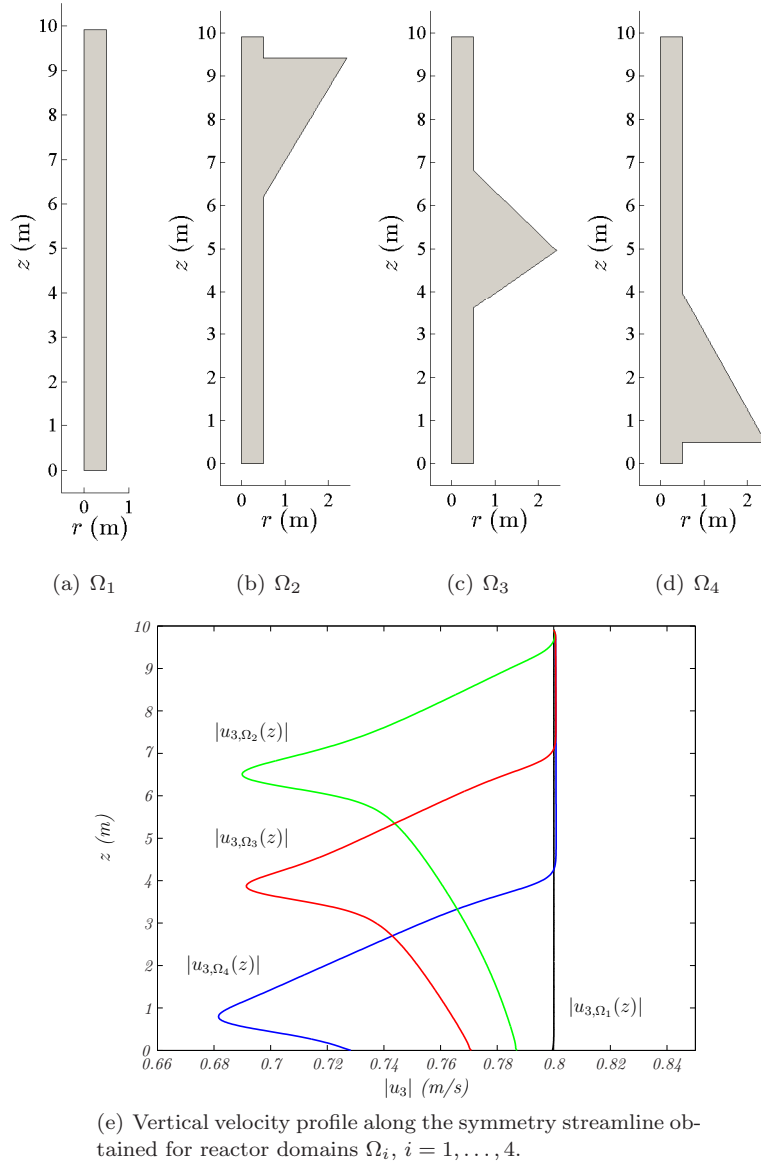 10
9
8
7
6
5
4
3
2
1
0
z (m)
0 1
r (m)
10
9
8
7
6
5
4
3
2
1
0
z (m)
0 1 2
r (m)
10
9
8
7
6
5
4
3
2
1
0
z (m)
0 1 2
r (m)
10
9
8
7
6
5
4
3
2
1
0
z (m)
0 1 2
r (m)
(a) Ω₁ (b) Ω₂ (c) Ω₃ (d) Ω₄
10
9
8
7
6
5
4
3
2
1
0
z (m)
|u₃,Ω₂(z)|
|u₃,Ω₃(z)|
|u₃,Ω₄(z)|
|u₃,Ω₁(z)|
0.66 0.68 0.7 0.72 0.74 0.76 0.78 0.8 0.82 0.84
|u₃| (m/s)
(e) Vertical velocity profile along the symmetry streamline ob-
tained for reactor domains Ωᵢ, i = 1, . . . , 4.